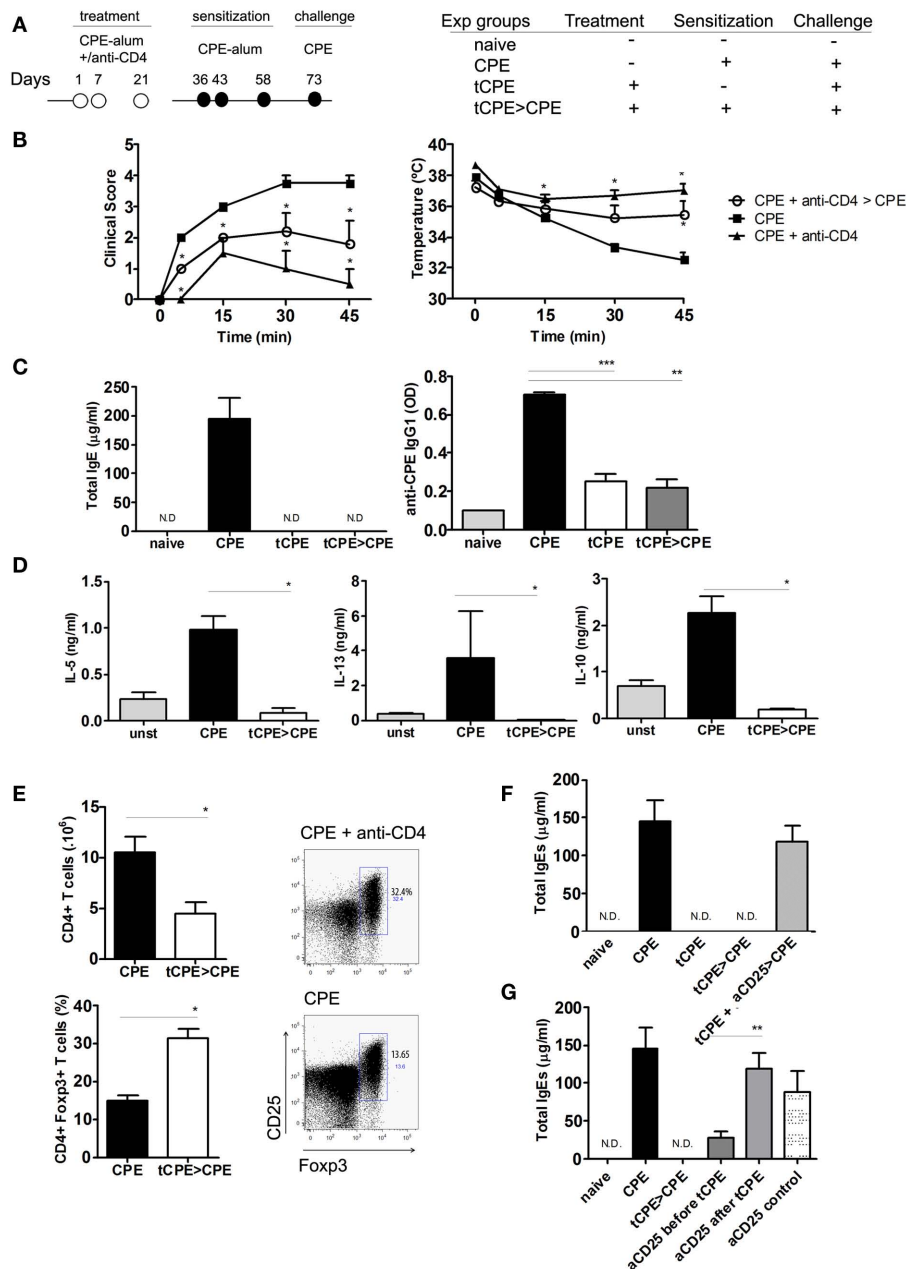 A
treatment sensitization challenge
CPE-alum +/anti-CD4 CPE-alum CPE
Days 1 7 21 36 43 58 73
Exp groups Treatment Sensitization Challenge
naive - - -
CPE - + +
tCPE + - +
tCPE>CPE + + +
B
Clinical Score
5
4
3
2
1
0
* * * *
* * *
0 15 30 45
Time (min)
Temperature (ºC)
40
38
36
34
32
30
* * *
*
0 15 30 45
Time (min)
CPE + anti-CD4 > CPE
CPE
CPE + anti-CD4
C
Total IgE (µg/ml)
250
200
150
100
50
0
N.D N.D N.D
naive CPE tCPE tCPE>CPE
anti-CPE IgG1 (OD)
0.8
0.6
0.4
0.2
0.0
***
**
naive CPE tCPE tCPE>CPE
D
IL-5 (ng/ml)
1.5
1.0
0.5
0.0
*
unst CPE tCPE>CPE
IL-13 (ng/ml)
8
6
4
2
0
*
unst CPE tCPE>CPE
IL-10 (ng/ml)
3
2
1
0
*
unst CPE tCPE>CPE
E
CD4+ T cells (.10⁶)
15
10
5
0
*
CPE tCPE>CPE
CD4+ Foxp3+ T cells (%)
40
30
20
10
0
*
CPE tCPE>CPE
CPE + anti-CD4
32.4%
32.4
CPE
13.65
13.6
CD25
Foxp3
F
Total IgEs (µg/ml)
200
150
100
50
0
N.D. N.D. N.D.
naive CPE tCPE tCPE>CPE tCPE + aCD25>CPE
G
Total IgEs (µg/ml)
200
150
100
50
0
**
N.D. N.D.
naive CPE tCPE>CPE aCD25 before tCPE aCD25 after tCPE aCD25 control